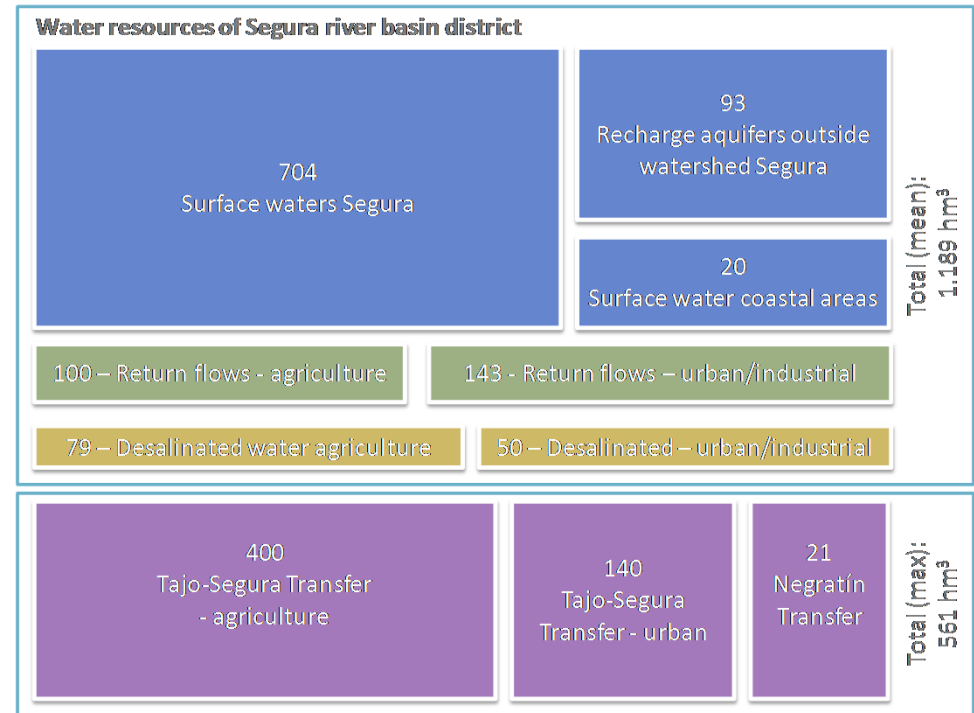 Water resources of Segura river basin district
704
Surface waters Segura
93
Recharge aquifers outside
watershed Segura
20
Surface water coastal areas
Total (mean):
1.189 hm³
100 – Return flows - agriculture
143 - Return flows – urban/industrial
79 – Desalinated water agriculture
50 – Desalinated – urban/industrial
400
Tajo-Segura Transfer
- agriculture
140
Tajo-Segura
Transfer - urban
21
Negratín
Transfer
Total (max):
561 hm³